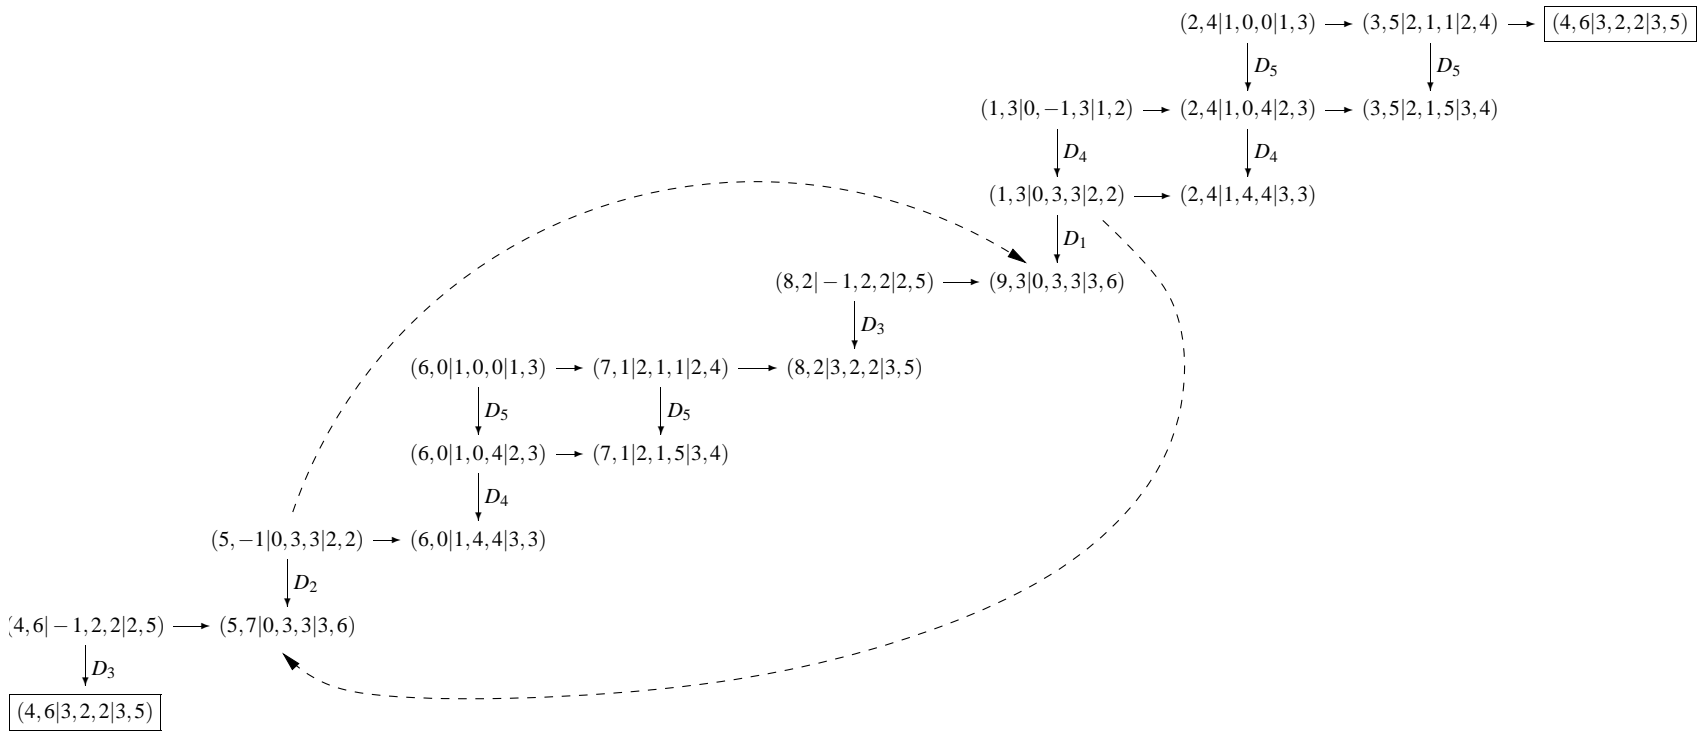 (2,4|1,0,0|1,3) → (3,5|2,1,1|2,4) → (4,6|3,2,2|3,5)
D₅ D₅
(1,3|0,−1,3|1,2) → (2,4|1,0,4|2,3) → (3,5|2,1,5|3,4)
D₄ D₄
(1,3|0,3,3|2,2) → (2,4|1,4,4|3,3)
D₁
(8,2|−1,2,2|2,5) → (9,3|0,3,3|3,6)
D₃
(6,0|1,0,0|1,3) → (7,1|2,1,1|2,4) → (8,2|3,2,2|3,5)
D₅ D₅
(6,0|1,0,4|2,3) → (7,1|2,1,5|3,4)
D₄
(5,−1|0,3,3|2,2) → (6,0|1,4,4|3,3)
D₂
(4,6|−1,2,2|2,5) → (5,7|0,3,3|3,6)
D₃
(4,6|3,2,2|3,5)